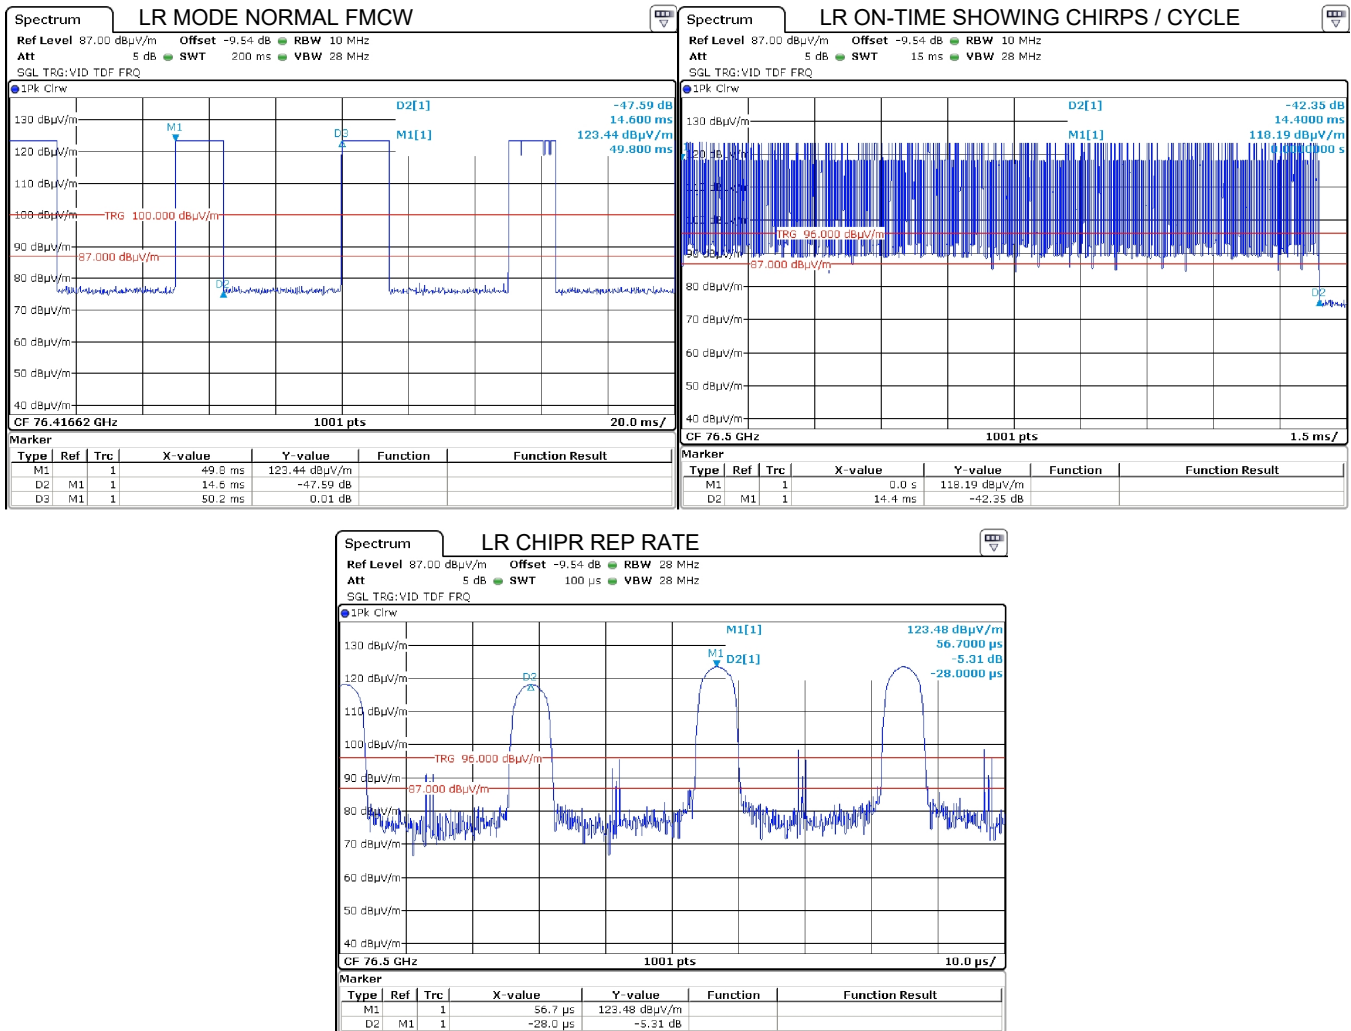 Spectrum
LR MODE NORMAL FMCW
Ref Level 87.00 dBµV/m Offset -9.54 dB RBW 10 MHz
Att 5 dB SWT 200 ms VBW 28 MHz
SGL TRG:VID TDF FRQ
1Pk Clrw
D2[1] -47.59 dB
14.600 ms
M1[1] 123.44 dBµV/m
49.800 ms
130 dBµV/m
M1
D3
120 dBµV/m
110 dBµV/m
100 dBµV/m
TRG 100.000 dBµV/m
90 dBµV/m
87.000 dBµV/m
80 dBµV/m
D2
70 dBµV/m
60 dBµV/m
50 dBµV/m
40 dBµV/m
CF 76.41662 GHz 1001 pts 20.0 ms/
Marker
Type Ref Trc X-value Y-value Function Function Result
M1 1 49.8 ms 123.44 dBµV/m
D2 M1 1 14.6 ms -47.59 dB
D3 M1 1 50.2 ms 0.01 dB
Spectrum
LR ON-TIME SHOWING CHIRPS / CYCLE
Ref Level 87.00 dBµV/m Offset -9.54 dB RBW 10 MHz
Att 5 dB SWT 15 ms VBW 28 MHz
SGL TRG:VID TDF FRQ
1Pk Clrw
D2[1] -42.35 dB
14.4000 ms
M1[1] 118.19 dBµV/m
130 dBµV/m
120 dBµV/m
110 dBµV/m
100 dBµV/m
TRG 96.000 dBµV/m
90 dBµV/m
87.000 dBµV/m
80 dBµV/m
D2
70 dBµV/m
60 dBµV/m
50 dBµV/m
40 dBµV/m
CF 76.5 GHz 1001 pts 1.5 ms/
Marker
Type Ref Trc X-value Y-value Function Function Result
M1 1 0.0 s 118.19 dBµV/m
D2 M1 1 14.4 ms -42.35 dB
Spectrum
LR CHIPR REP RATE
Ref Level 87.00 dBµV/m Offset -9.54 dB RBW 28 MHz
Att 5 dB SWT 100 µs VBW 28 MHz
SGL TRG:VID TDF FRQ
1Pk Clrw
M1[1] 123.48 dBµV/m
56.7000 µs
D2[1] -5.31 dB
-28.0000 µs
130 dBµV/m
M1
D2
120 dBµV/m
110 dBµV/m
100 dBµV/m
TRG 96.000 dBµV/m
90 dBµV/m
87.000 dBµV/m
80 dBµV/m
70 dBµV/m
60 dBµV/m
50 dBµV/m
40 dBµV/m
CF 76.5 GHz 1001 pts 10.0 µs/
Marker
Type Ref Trc X-value Y-value Function Function Result
M1 1 56.7 µs 123.48 dBµV/m
D2 M1 1 -28.0 µs -5.31 dB